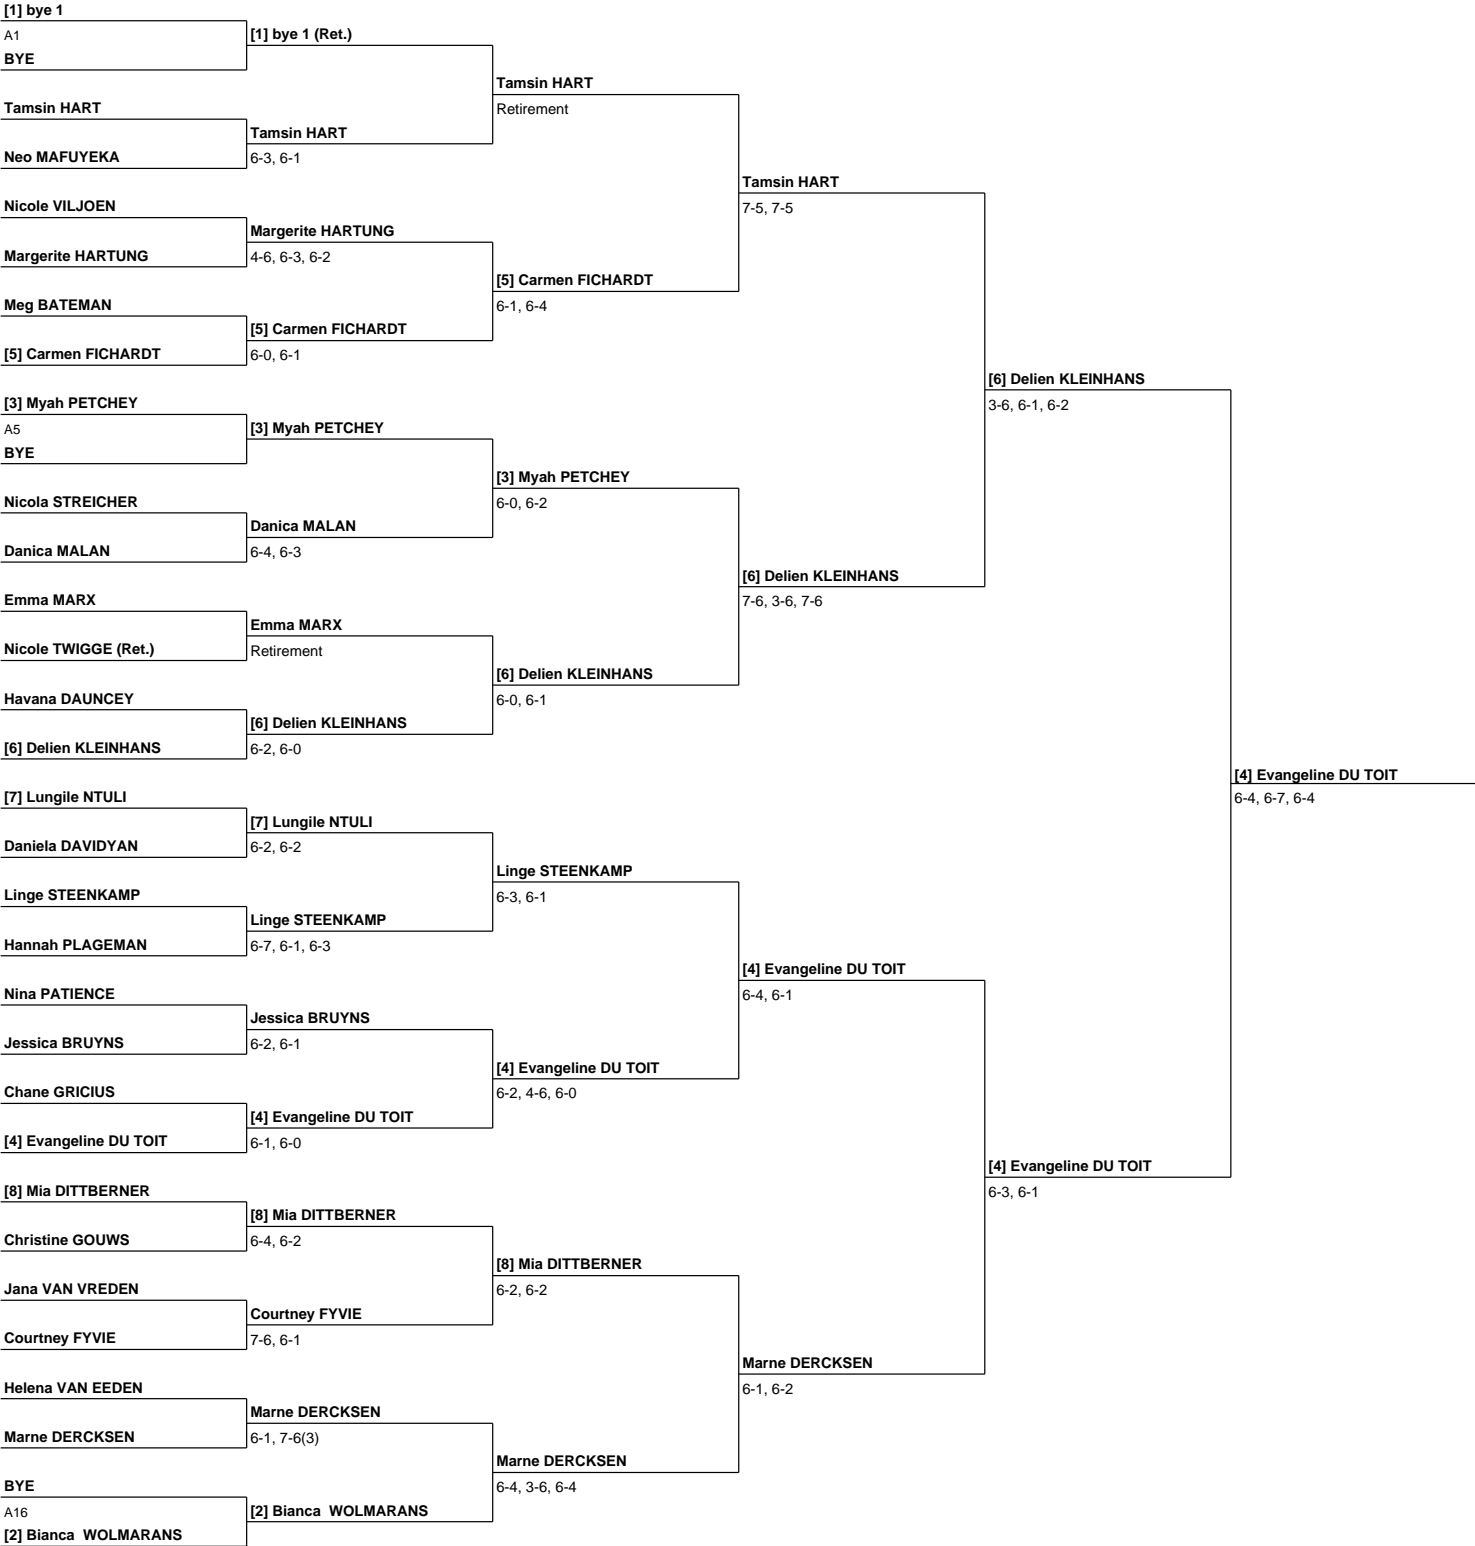 [1] bye 1
A1
BYE
Tamsin HART
Neo MAFUYEKA
Nicole VILJOEN
Margerite HARTUNG
Meg BATEMAN
[5] Carmen FICHARDT
[3] Myah PETCHEY
A5
BYE
Nicola STREICHER
Danica MALAN
Emma MARX
Nicole TWIGGE (Ret.)
Havana DAUNCEY
[6] Delien KLEINHANS
[7] Lungile NTULI
Daniela DAVIDYAN
Linge STEENKAMP
Hannah PLAGEMAN
Nina PATIENCE
Jessica BRUYNS
Chane GRICIUS
[4] Evangeline DU TOIT
[8] Mia DITTBERNER
Christine GOUWS
Jana VAN VREDEN
Courtney FYVIE
Helena VAN EEDEN
Marne DERCKSEN
BYE
A16
[2] Bianca  WOLMARANS
[1] bye 1 (Ret.)
Tamsin HART
6-3, 6-1
Margerite HARTUNG
4-6, 6-3, 6-2
[5] Carmen FICHARDT
6-0, 6-1
[3] Myah PETCHEY
Danica MALAN
6-4, 6-3
Emma MARX
Retirement
[6] Delien KLEINHANS
6-2, 6-0
[7] Lungile NTULI
6-2, 6-2
Linge STEENKAMP
6-7, 6-1, 6-3
Jessica BRUYNS
6-2, 6-1
[4] Evangeline DU TOIT
6-1, 6-0
[8] Mia DITTBERNER
6-4, 6-2
Courtney FYVIE
7-6, 6-1
Marne DERCKSEN
6-1, 7-6(3)
[2] Bianca  WOLMARANS
Tamsin HART
Retirement
[5] Carmen FICHARDT
6-1, 6-4
[3] Myah PETCHEY
6-0, 6-2
[6] Delien KLEINHANS
6-0, 6-1
Linge STEENKAMP
6-3, 6-1
[4] Evangeline DU TOIT
6-2, 4-6, 6-0
[8] Mia DITTBERNER
6-2, 6-2
Marne DERCKSEN
6-4, 3-6, 6-4
Tamsin HART
7-5, 7-5
[6] Delien KLEINHANS
7-6, 3-6, 7-6
[4] Evangeline DU TOIT
6-4, 6-1
Marne DERCKSEN
6-1, 6-2
[6] Delien KLEINHANS
3-6, 6-1, 6-2
[4] Evangeline DU TOIT
6-3, 6-1
[4] Evangeline DU TOIT
6-4, 6-7, 6-4